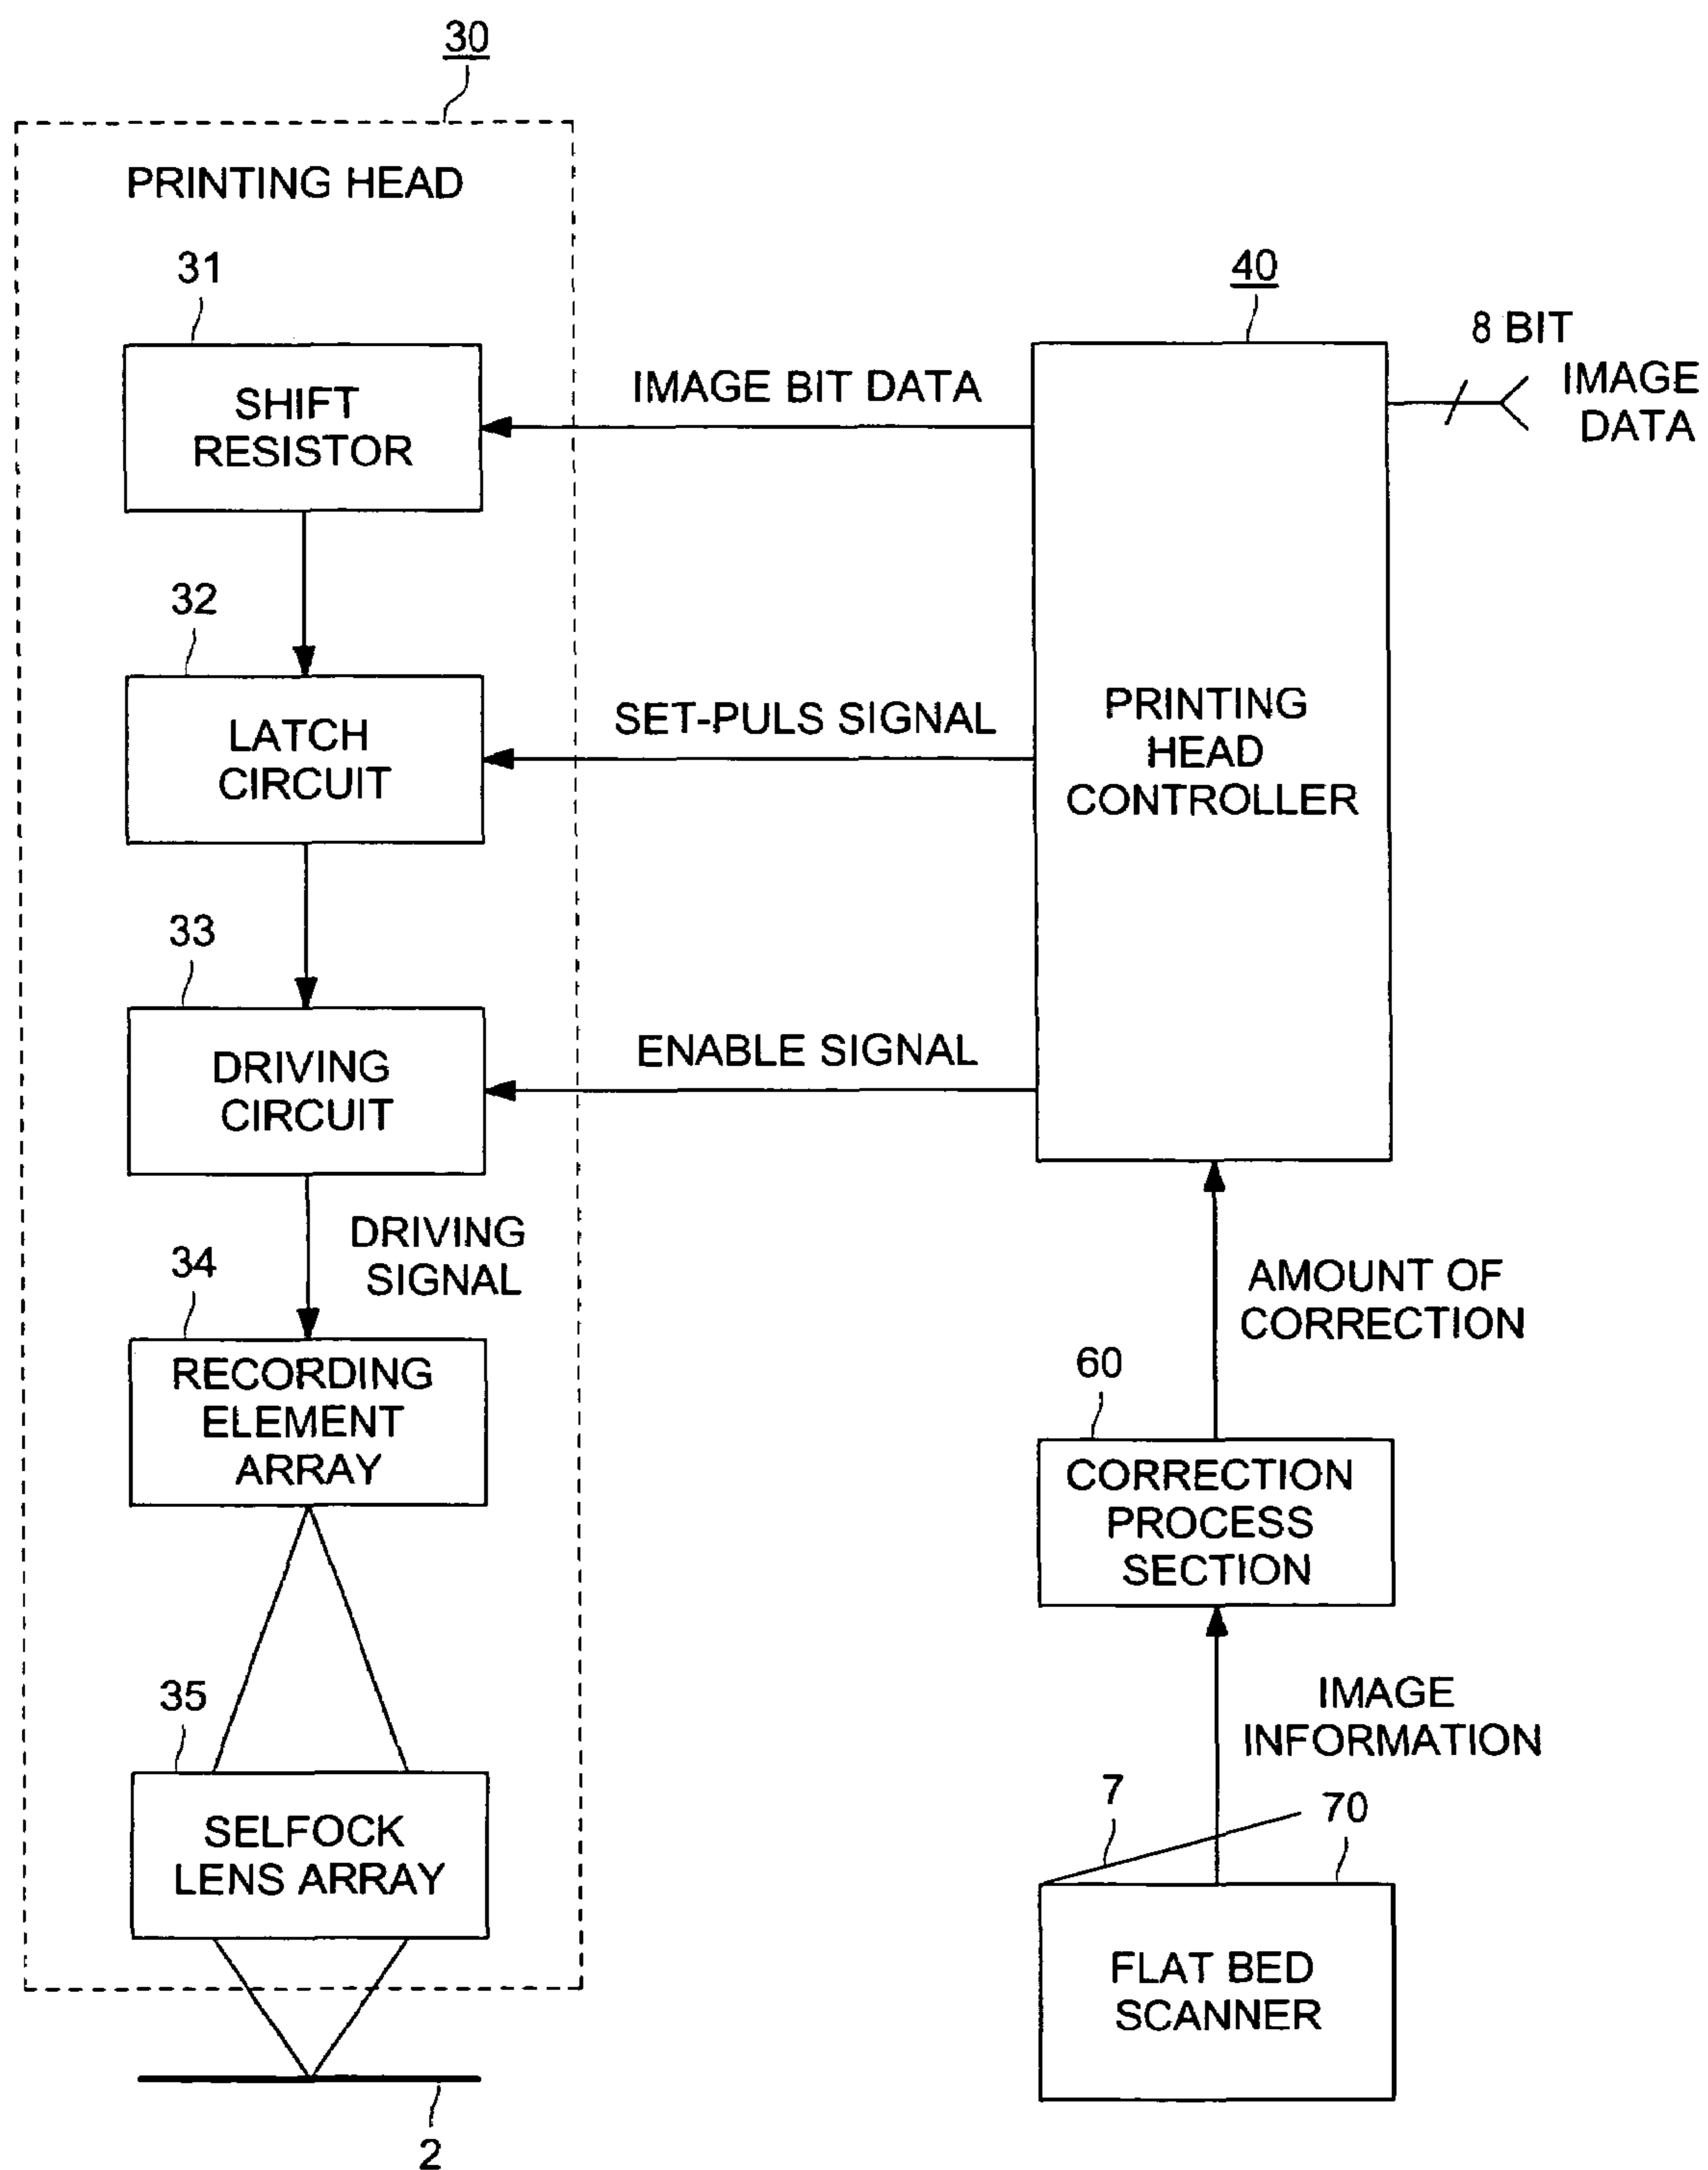 30
PRINTING HEAD
31
SHIFT
RESISTOR
IMAGE BIT DATA
40
8 BIT
IMAGE
DATA
32
LATCH
CIRCUIT
SET-PULS SIGNAL
PRINTING
HEAD
CONTROLLER
33
DRIVING
CIRCUIT
ENABLE SIGNAL
DRIVING
SIGNAL
34
RECORDING
ELEMENT
ARRAY
AMOUNT OF
CORRECTION
60
CORRECTION
PROCESS
SECTION
35
SELFOCK
LENS ARRAY
IMAGE
INFORMATION
7
70
FLAT BED
SCANNER
2